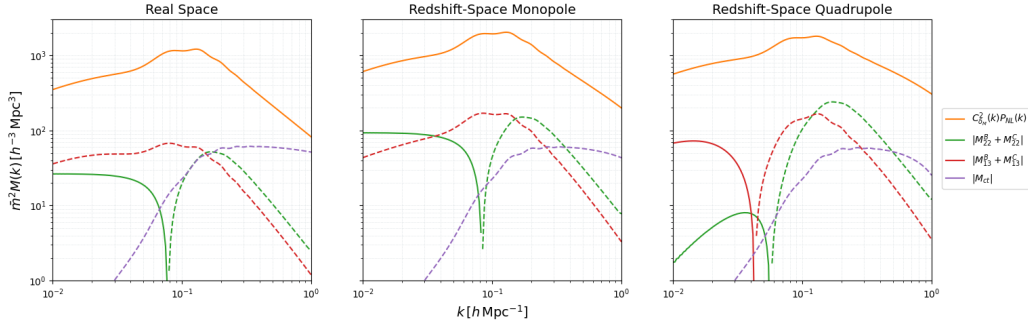 Real Space
Redshift-Space Monopole
Redshift-Space Quadrupole
m̄²M(k) [h⁻³ Mpc³]
10³
10²
10¹
10⁰
10⁻² 10⁻¹ 10⁰
10⁻² 10⁻¹ 10⁰
10⁻² 10⁻¹ 10⁰
k [h Mpc⁻¹]
C²_{δ_M}(k)P_{NL}(k)
|M^B_{22} + M^C_{22}|
|M^B_{13} + M^C_{13}|
|M_{ct}|